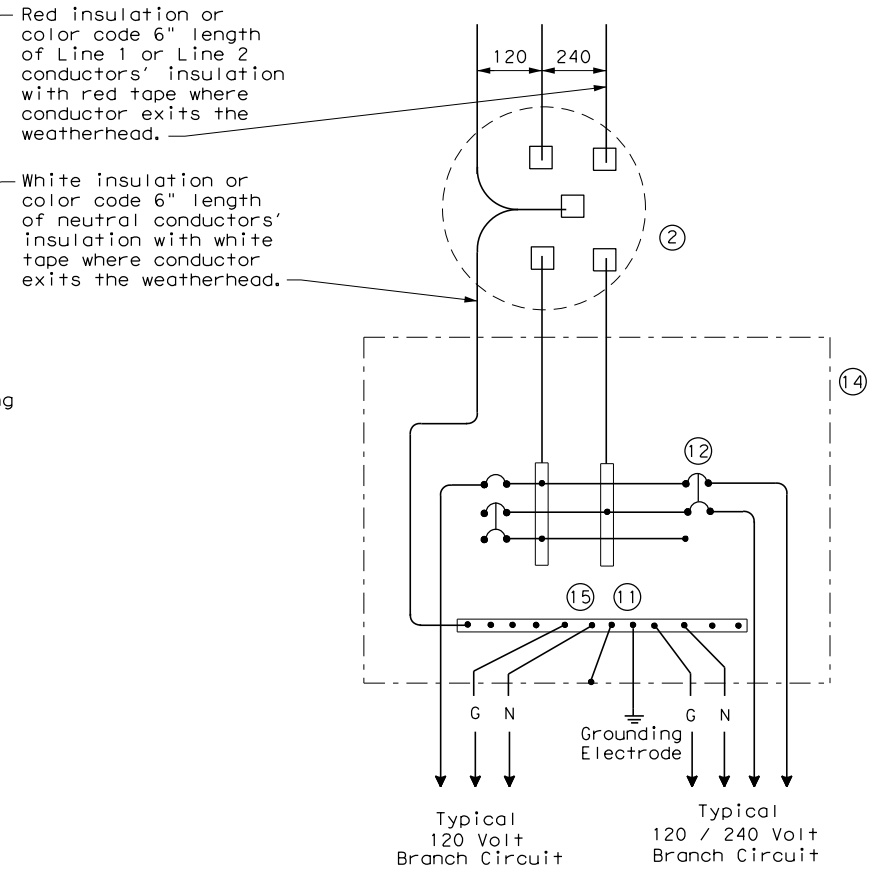 Red insulation or
color code 6" length
of Line 1 or Line 2
conductors' insulation
with red tape where
conductor exits the
weatherhead.
120 240
White insulation or
color code 6" length
of neutral conductors'
insulation with white
tape where conductor
exits the weatherhead.
2
14
12
15 11
G N
G N
Grounding
Electrode
Typical
120 Volt
Branch Circuit
Typical
120 / 240 Volt
Branch Circuit